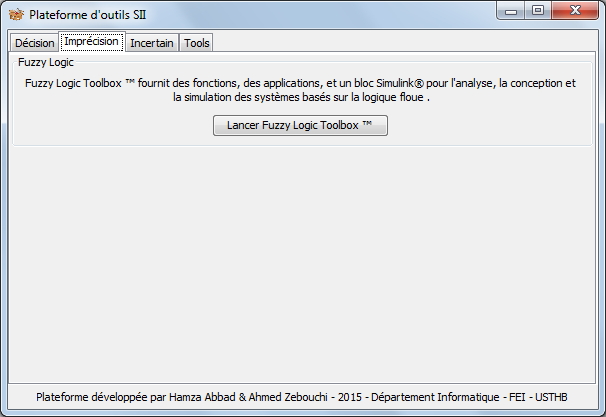 Plateforme d'outils SII
Décision Imprécision Incertain Tools
Fuzzy Logic
Fuzzy Logic Toolbox ™ fournit des fonctions, des applications, et un bloc Simulink® pour l'analyse, la conception et
la simulation des systèmes basés sur la logique floue .
Lancer Fuzzy Logic Toolbox ™
Plateforme développée par Hamza Abbad & Ahmed Zebouchi - 2015 - Département Informatique - FEI - USTHB